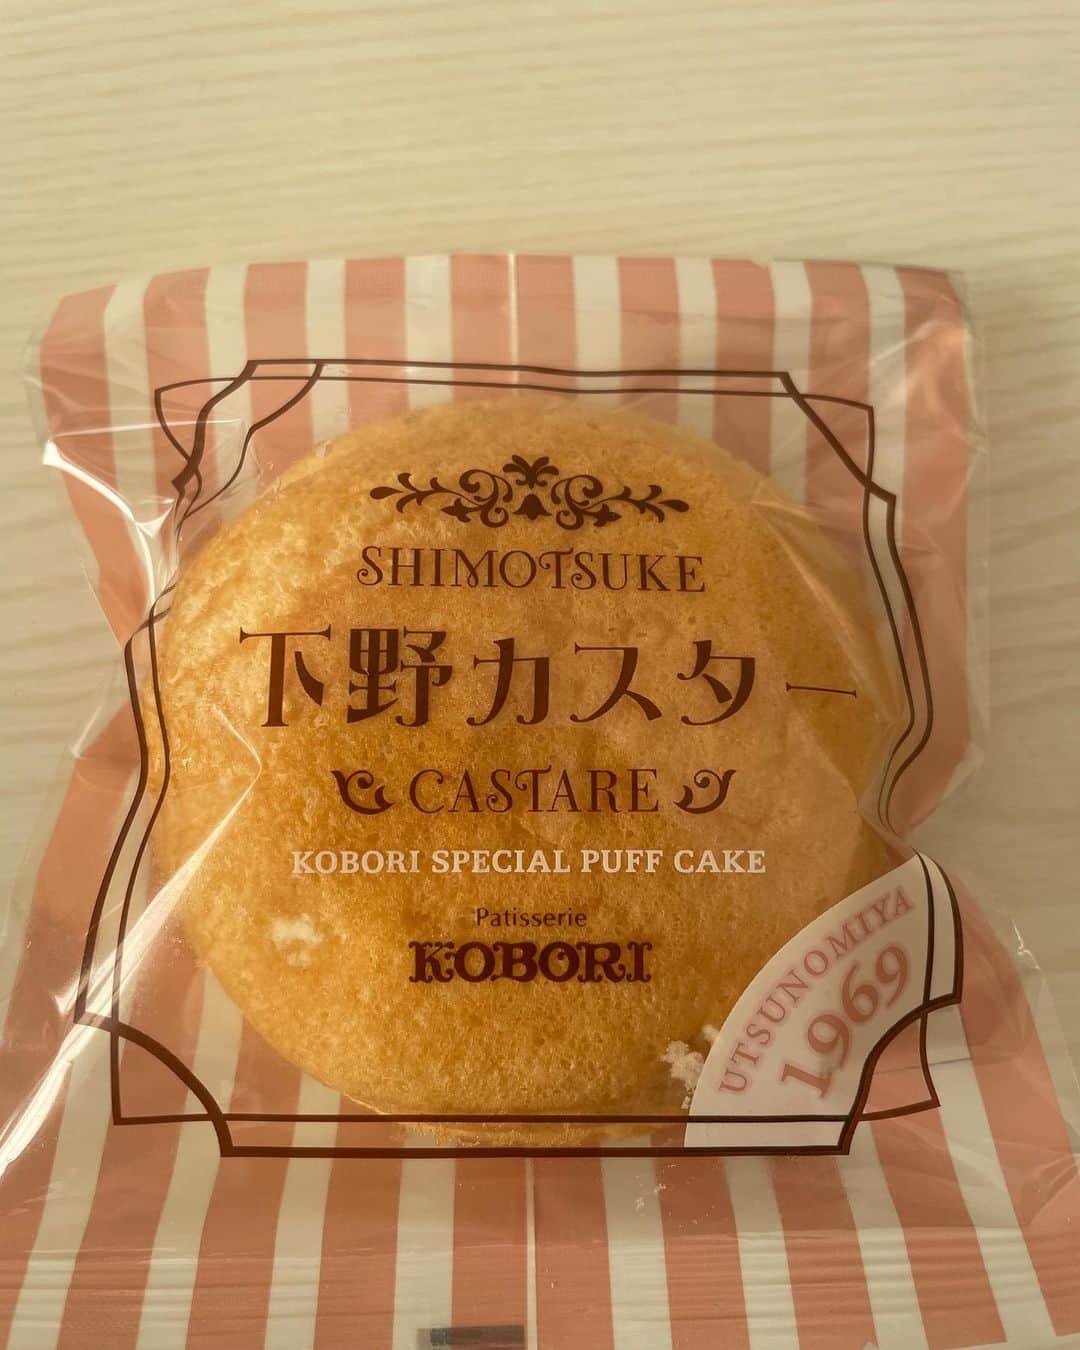 SHIMOTSUKE
下野カスター
CASTARE
KOBORI SPECIAL PUFF CAKE
Patisserie
KOBORI
UTSUNOMIYA
1969